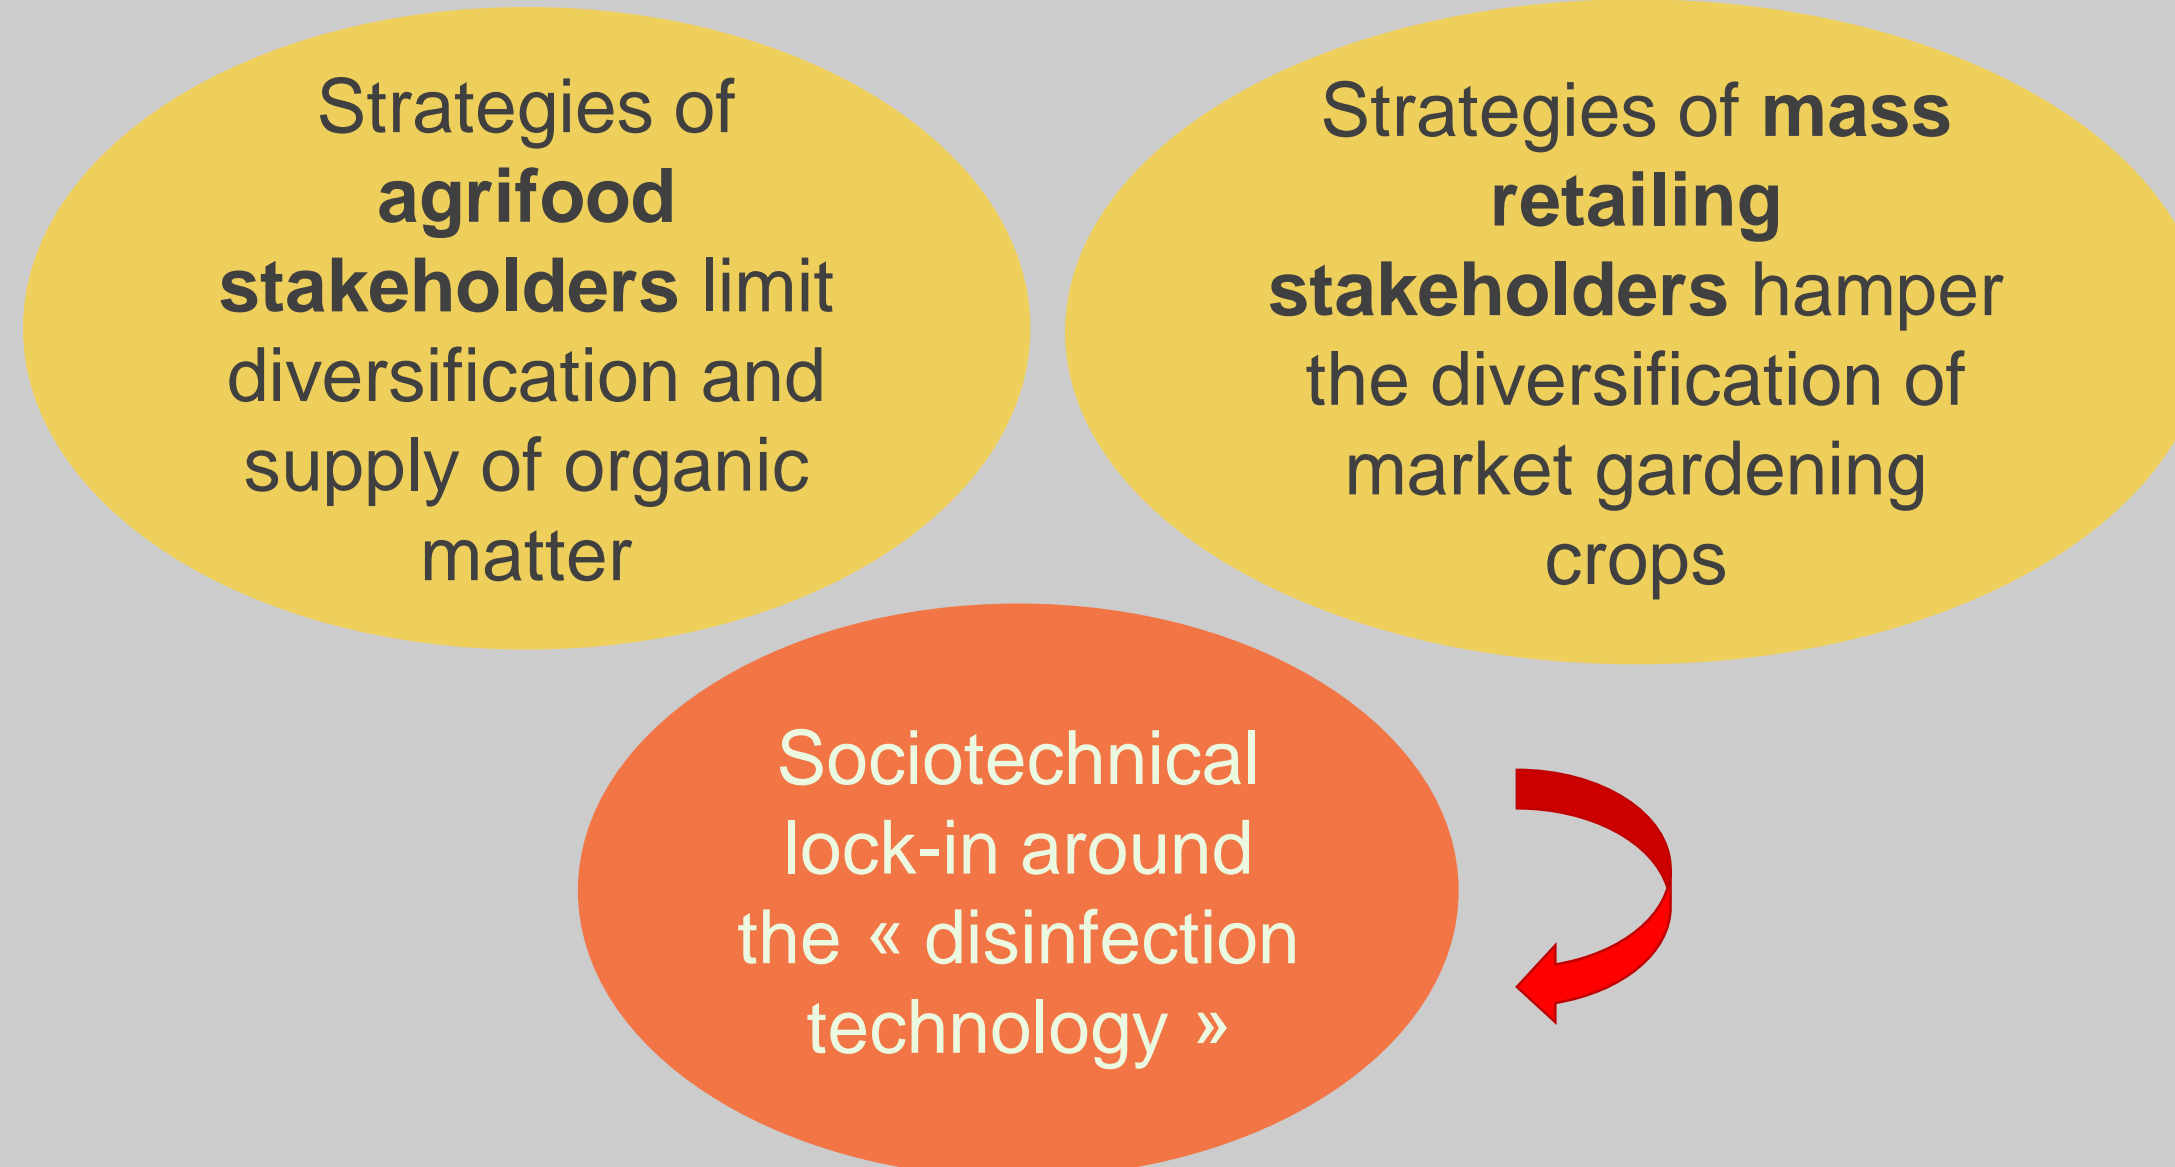 Strategies of
agrifood
stakeholders limit
diversification and
supply of organic
matter
Strategies of mass
retailing
stakeholders hamper
the diversification of
market gardening
crops
Sociotechnical
lock-in around
the « disinfection
technology »